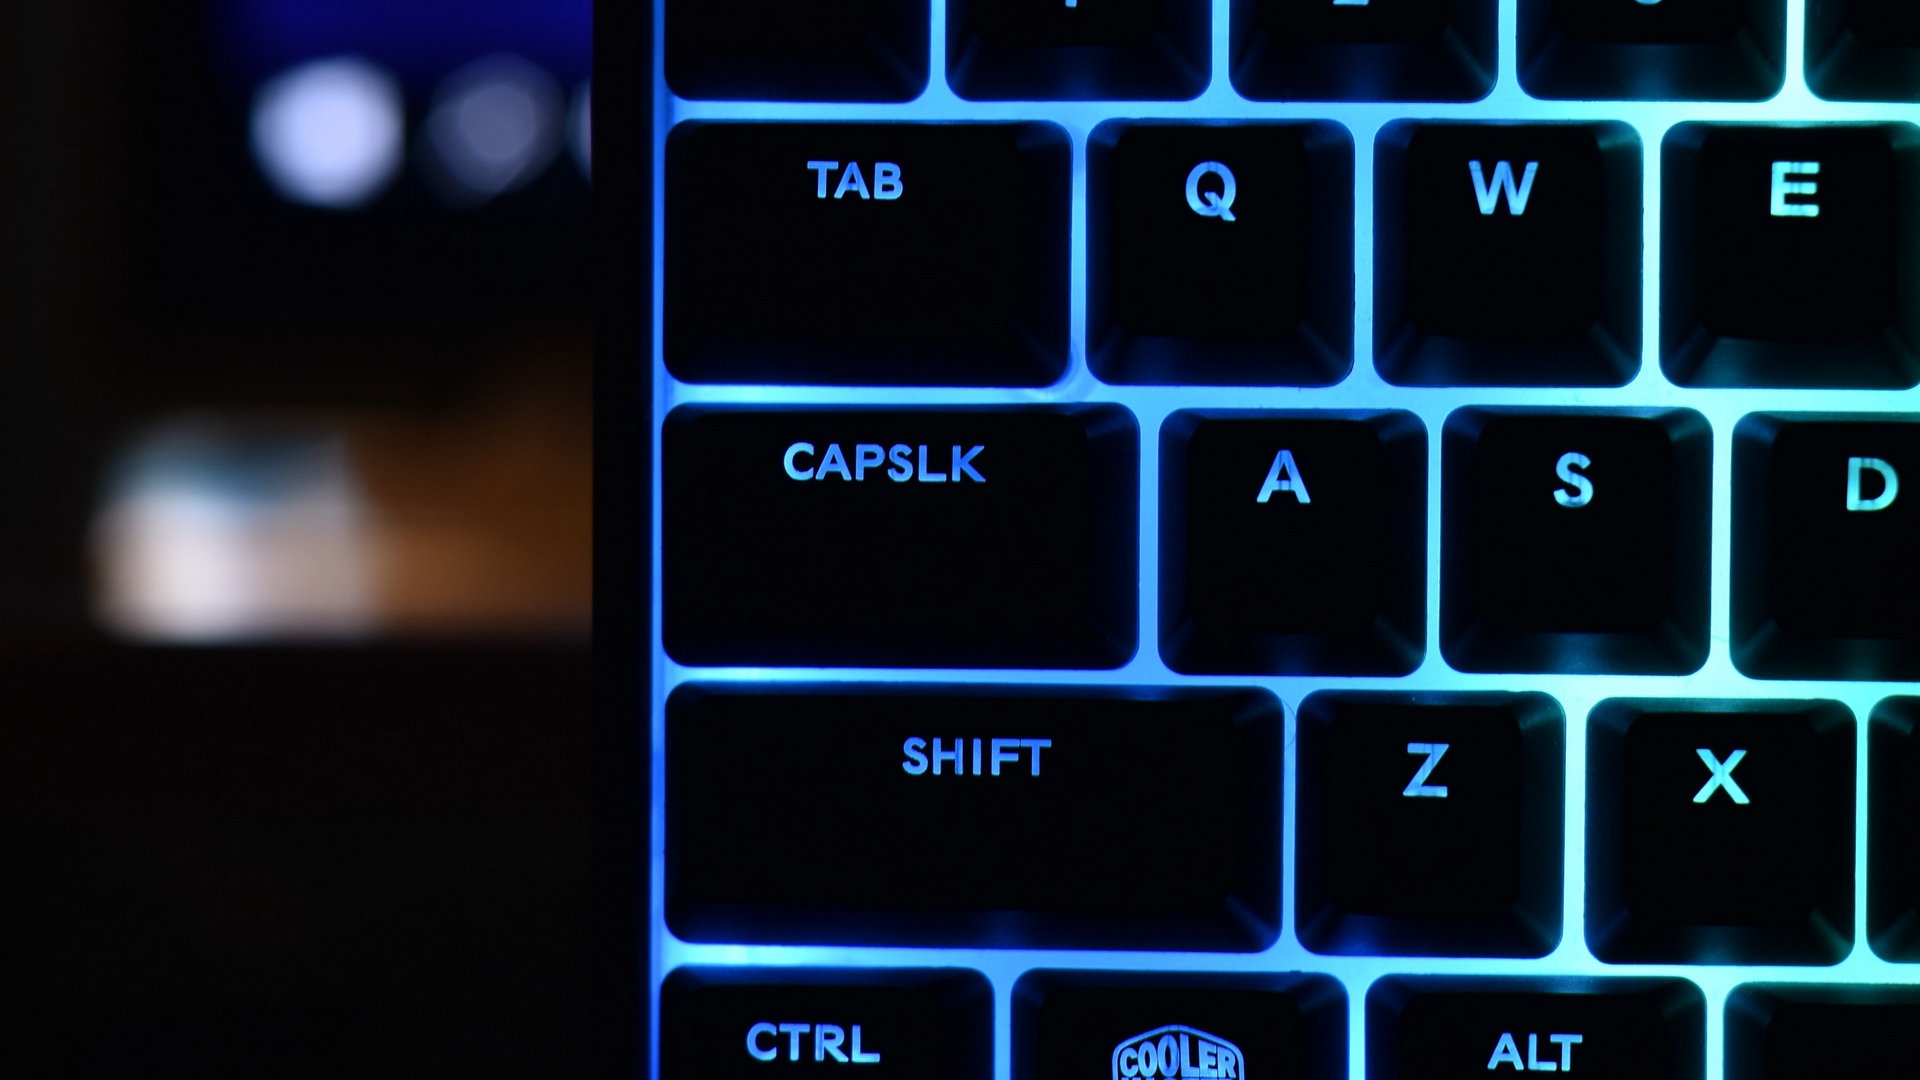 TAB Q W E
CAPSLK A S D
SHIFT Z X
CTRL COOLER ALT